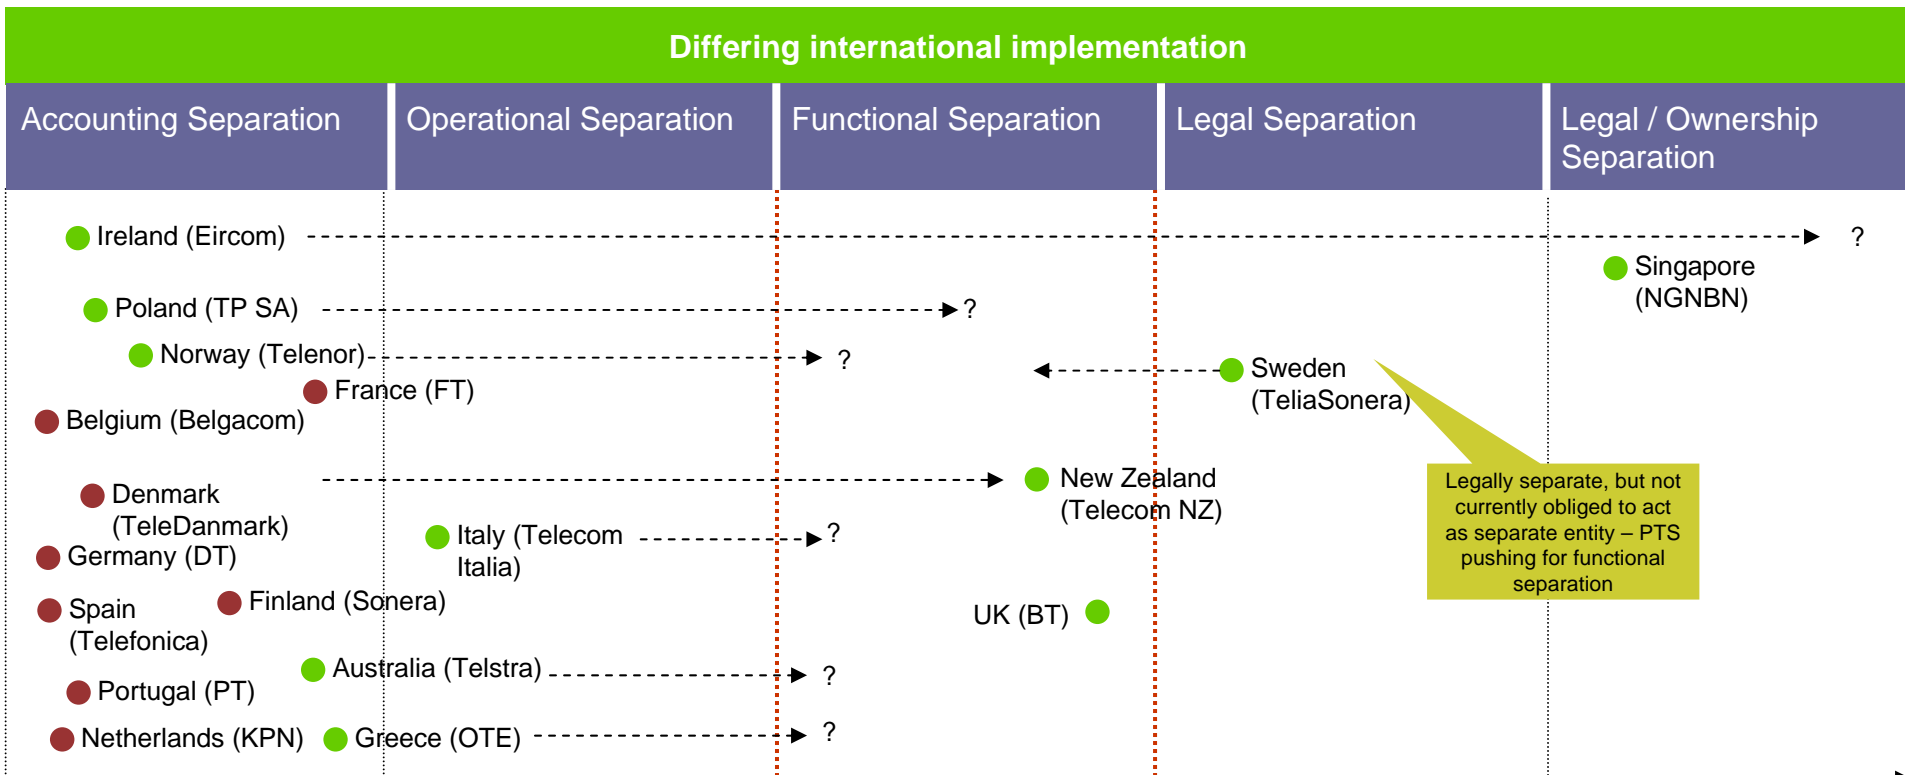 Differing international implementation
Accounting Separation
Operational Separation
Functional Separation
Legal Separation
Legal / Ownership
Separation
Ireland (Eircom)
?
Singapore
(NGNBN)
Poland (TP SA)
?
Norway (Telenor)
?
Sweden
(TeliaSonera)
France (FT)
Belgium (Belgacom)
New Zealand
(Telecom NZ)
Legally separate, but not
currently obliged to act
as separate entity – PTS
pushing for functional
separation
Denmark
(TeleDanmark)
Italy (Telecom
Italia)
?
Germany (DT)
Finland (Sonera)
Spain
(Telefonica)
UK (BT)
Australia (Telstra)
?
Portugal (PT)
Netherlands (KPN)
Greece (OTE)
?